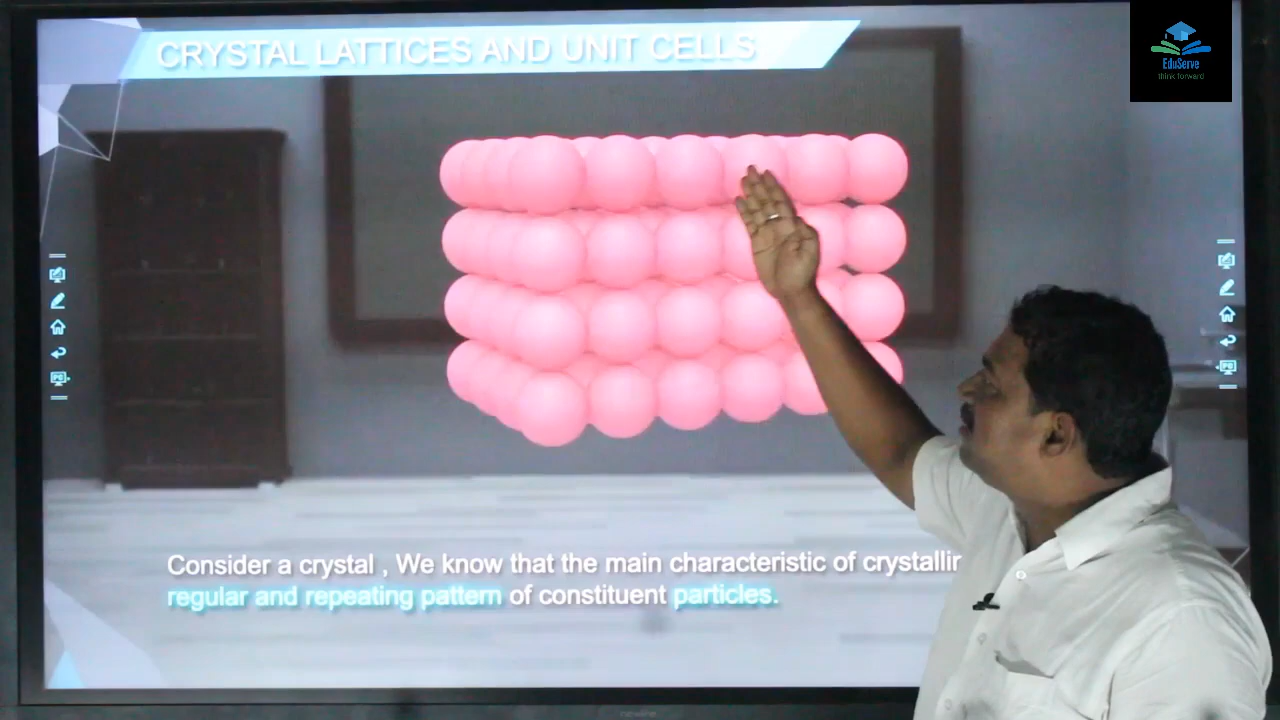 CRYSTAL LATTICES AND UNIT CELLS
EduServe
think forward
Consider a crystal , We know that the main characteristic of
regular and repeating pattern of constituent particles.
newline